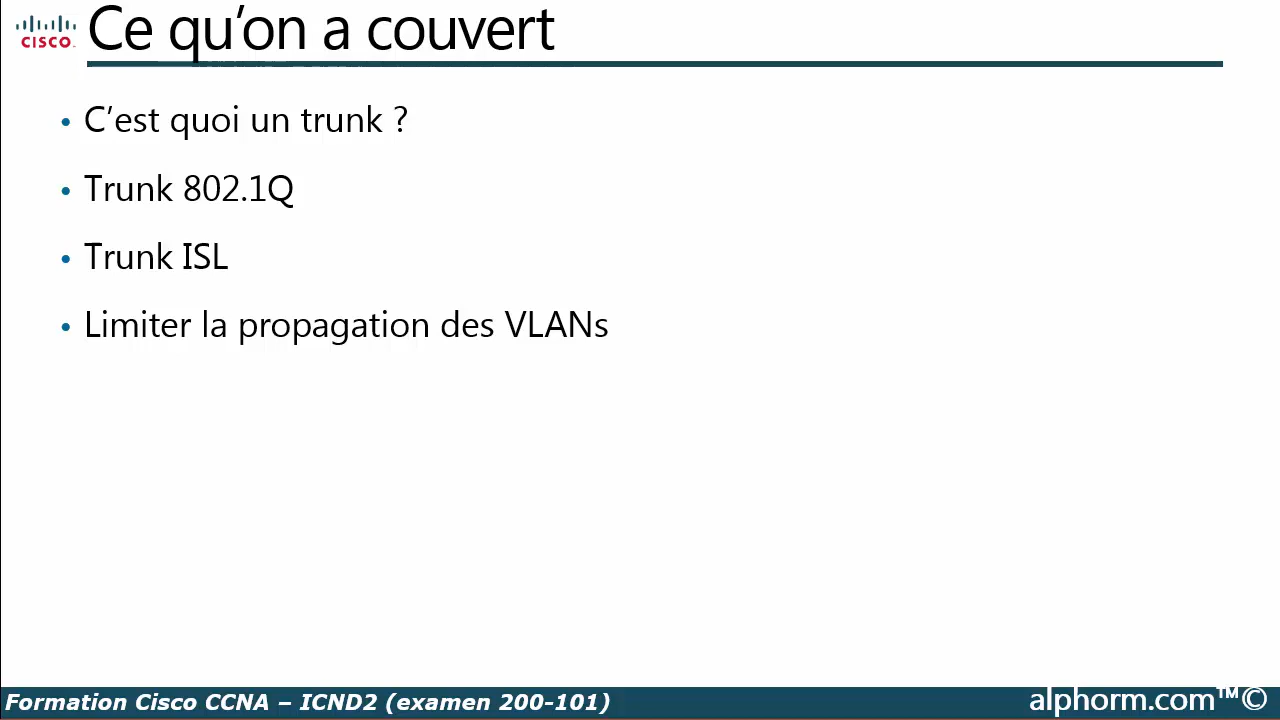 CISCO
Ce qu’on a couvert
• C’est quoi un trunk ?
• Trunk 802.1Q
• Trunk ISL
• Limiter la propagation des VLANs
Formation Cisco CCNA – ICND2 (examen 200-101)
alphorm.com™©